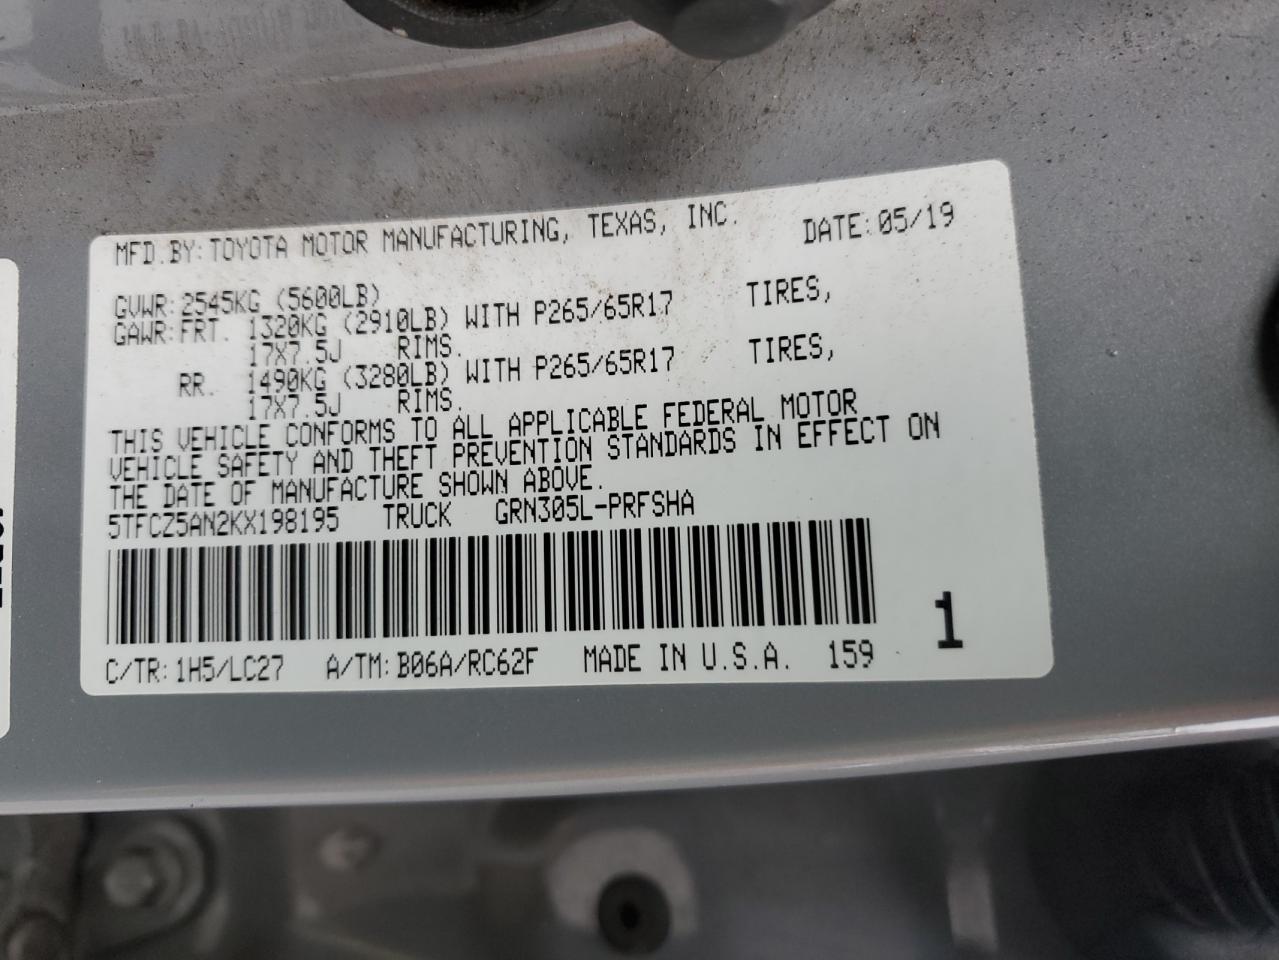 MFD.BY:TOYOTA MOTOR MANUFACTURING, TEXAS, INC. DATE:05/19
GVWR:2545KG (5600LB)
GAWR:FRT. 1320KG (2910LB) WITH P265/65R17 TIRES,
17X7.5J RIMS.
RR. 1490KG (3280LB) WITH P265/65R17 TIRES,
17X7.5J RIMS.
THIS VEHICLE CONFORMS TO ALL APPLICABLE FEDERAL MOTOR
VEHICLE SAFETY AND THEFT PREVENTION STANDARDS IN EFFECT ON
THE DATE OF MANUFACTURE SHOWN ABOVE.
5TFCZ5AN2KX198195 TRUCK GRN305L-PRFSHA
C/TR:1H5/LC27 A/TM:B06A/RC62F MADE IN U.S.A. 159 1